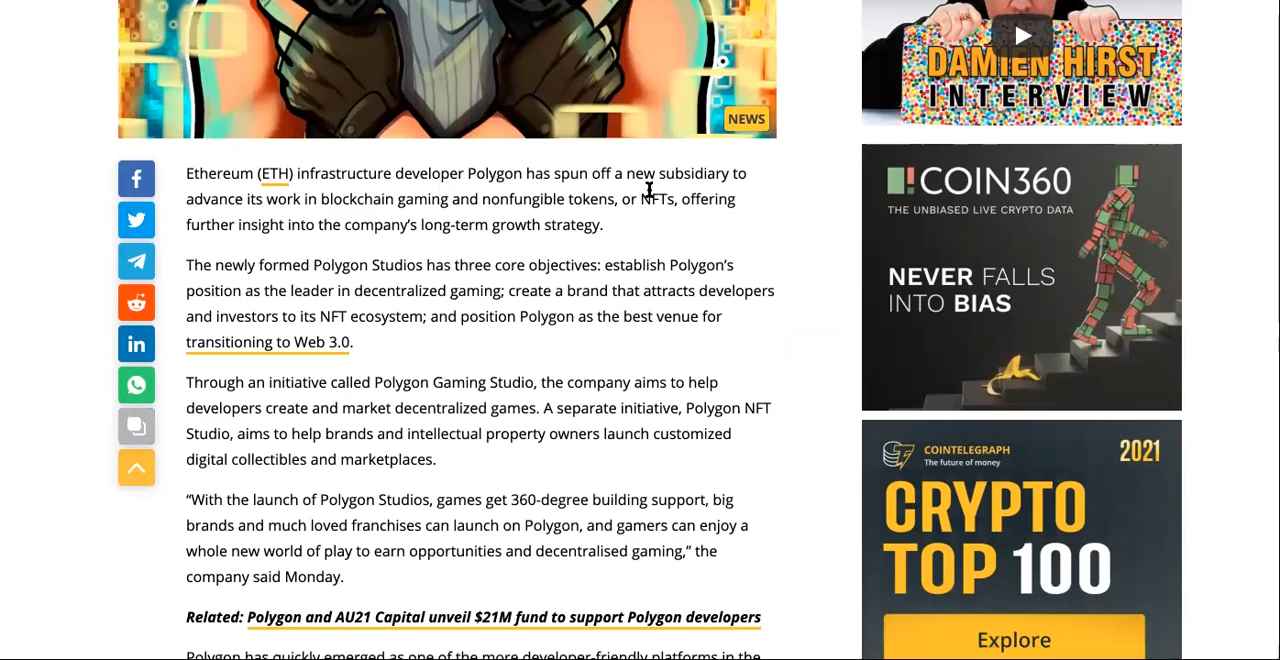 NEWS
Ethereum (ETH) infrastructure developer Polygon has spun off a new subsidiary to
advance its work in blockchain gaming and nonfungible tokens, or NFTs, offering
further insight into the company’s long-term growth strategy.
The newly formed Polygon Studios has three core objectives: establish Polygon’s
position as the leader in decentralized gaming; create a brand that attracts developers
and investors to its NFT ecosystem; and position Polygon as the best venue for
transitioning to Web 3.0.
Through an initiative called Polygon Gaming Studio, the company aims to help
developers create and market decentralized games. A separate initiative, Polygon NFT
Studio, aims to help brands and intellectual property owners launch customized
digital collectibles and marketplaces.
“With the launch of Polygon Studios, games get 360-degree building support, big
brands and much loved franchises can launch on Polygon, and gamers can enjoy a
whole new world of play to earn opportunities and decentralised gaming,” the
company said Monday.
Related: Polygon and AU21 Capital unveil $21M fund to support Polygon developers
Polygon has quickly emerged as one of the more developer-friendly platforms in the
DAMIEN HIRST
INTERVIEW
COIN360
THE UNBIASED LIVE CRYPTO DATA
NEVER FALLS
INTO BIAS
COINTELEGRAPH
The future of money
2021
CRYPTO
TOP 100
Explore